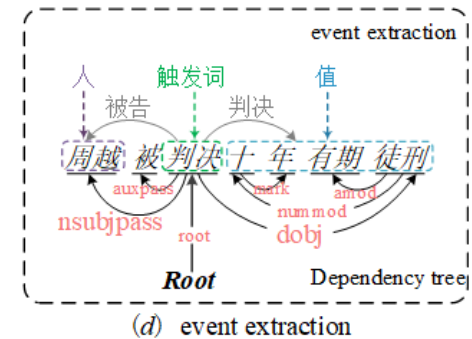 event extraction
人 触发词 值
被告 判决
周越 被 判决 十 年 有期 徒刑
auxpass mark amod
nummod
nsubjpass root dobj
Root Dependency tree
(d) event extraction